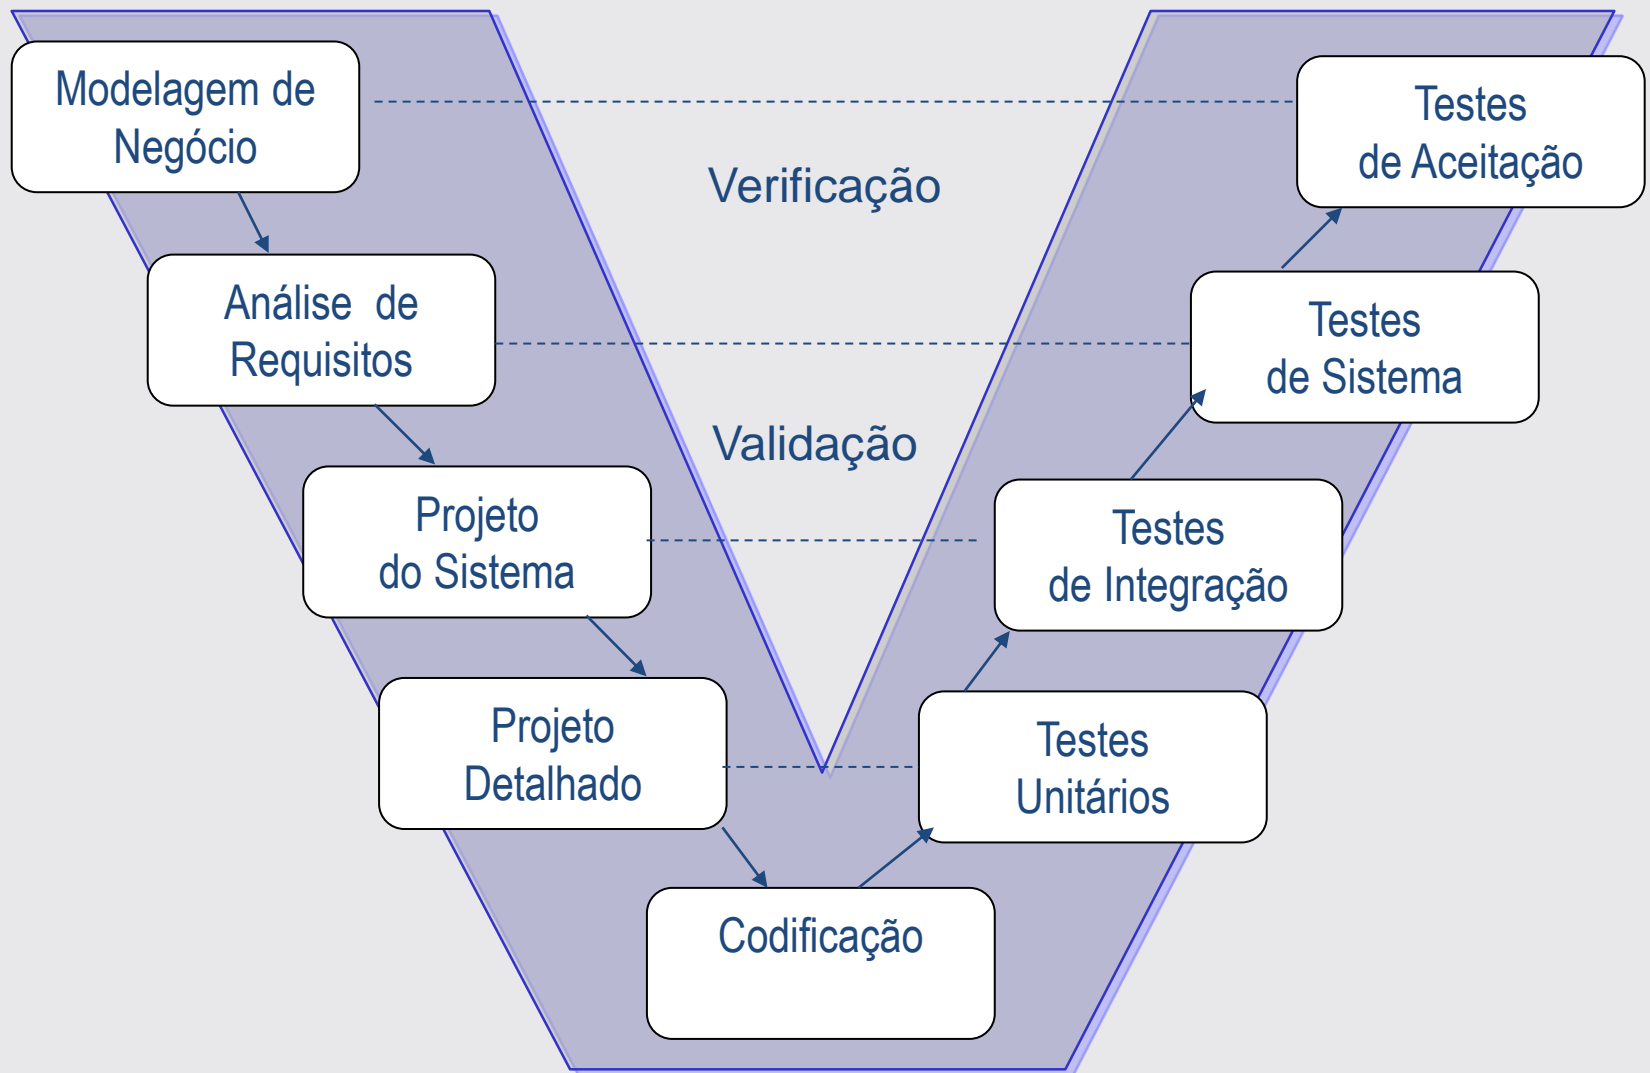 Modelagem de
Negócio
Testes
de Aceitação
Verificação
Análise de
Requisitos
Testes
de Sistema
Validação
Projeto
do Sistema
Testes
de Integração
Projeto
Detalhado
Testes
Unitários
Codificação